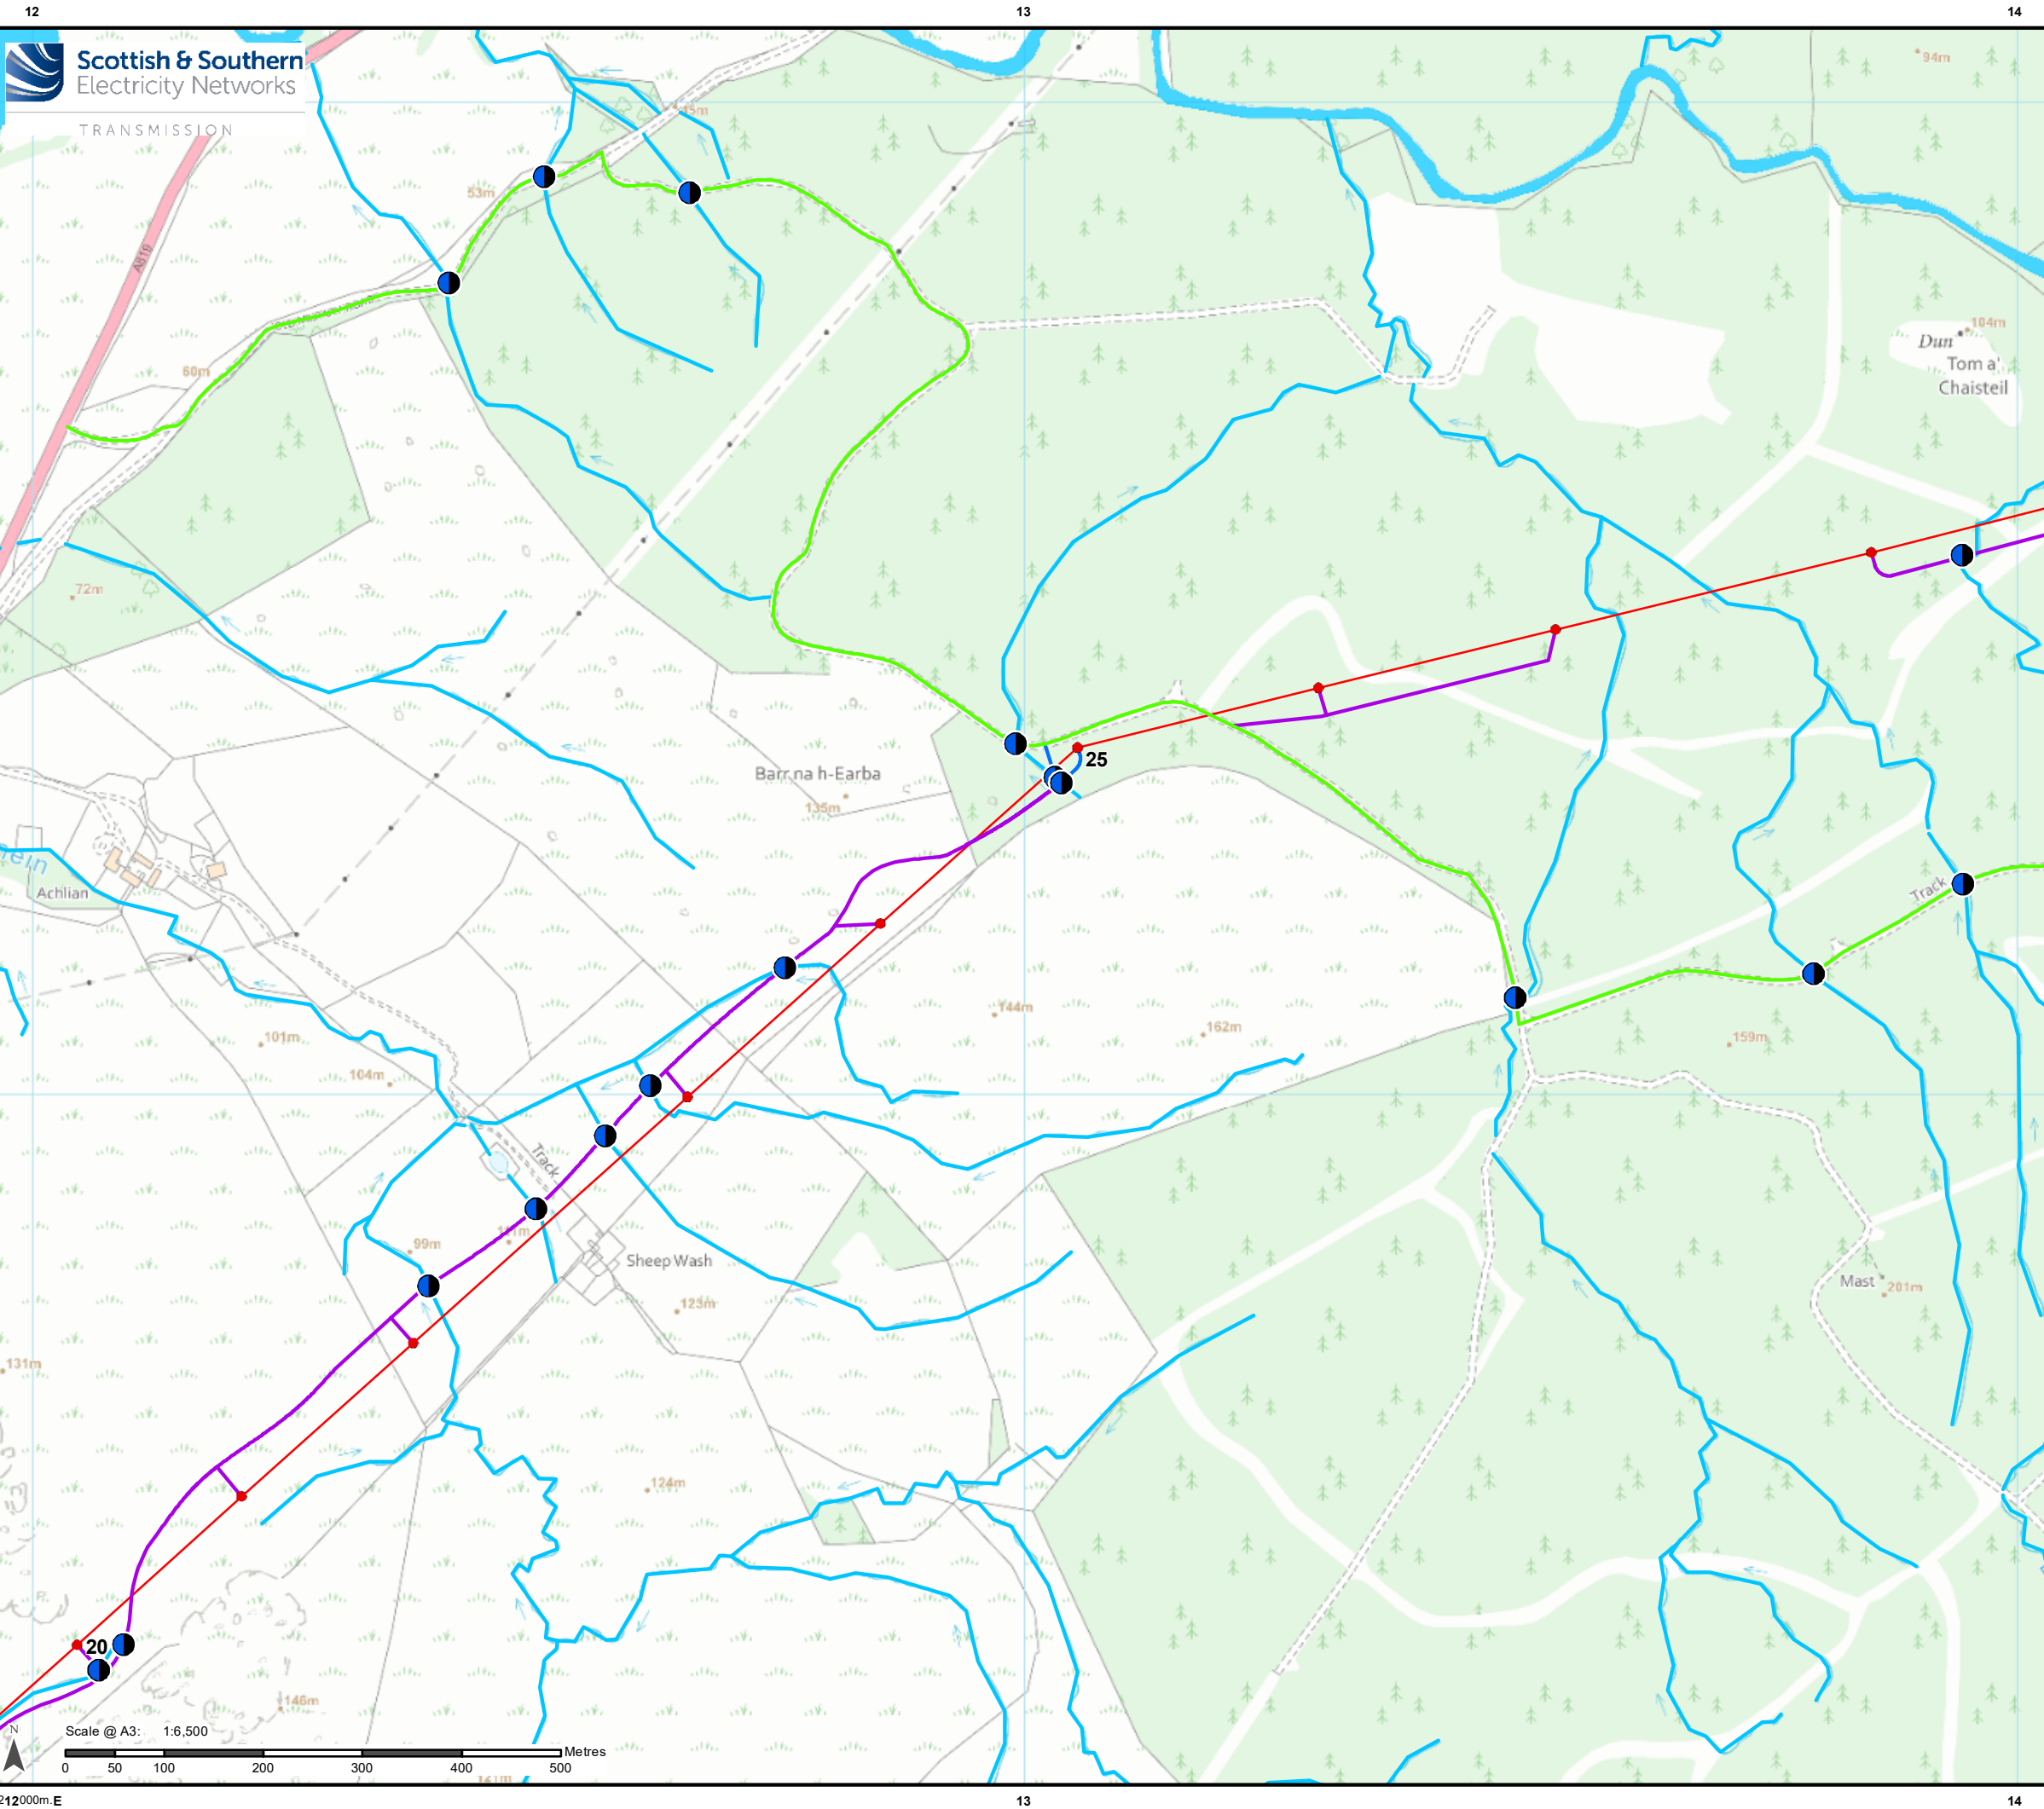 12 13 14
Scottish & Southern
Electricity Networks
TRANSMISSION
94m
53m
A819
104m
Dun
Tom a'
Chaisteil
60m
72m
25
Barr na h-Earba
135m
Achlian
Track
144m
162m
159m
101m
104m
Track
99m
Sheep Wash
Mast
201m
123m
131m
124m
20
146m
N
Scale @ A3: 1:6,500
Metres
0 50 100 200 300 400 500
212000m.E 13 14